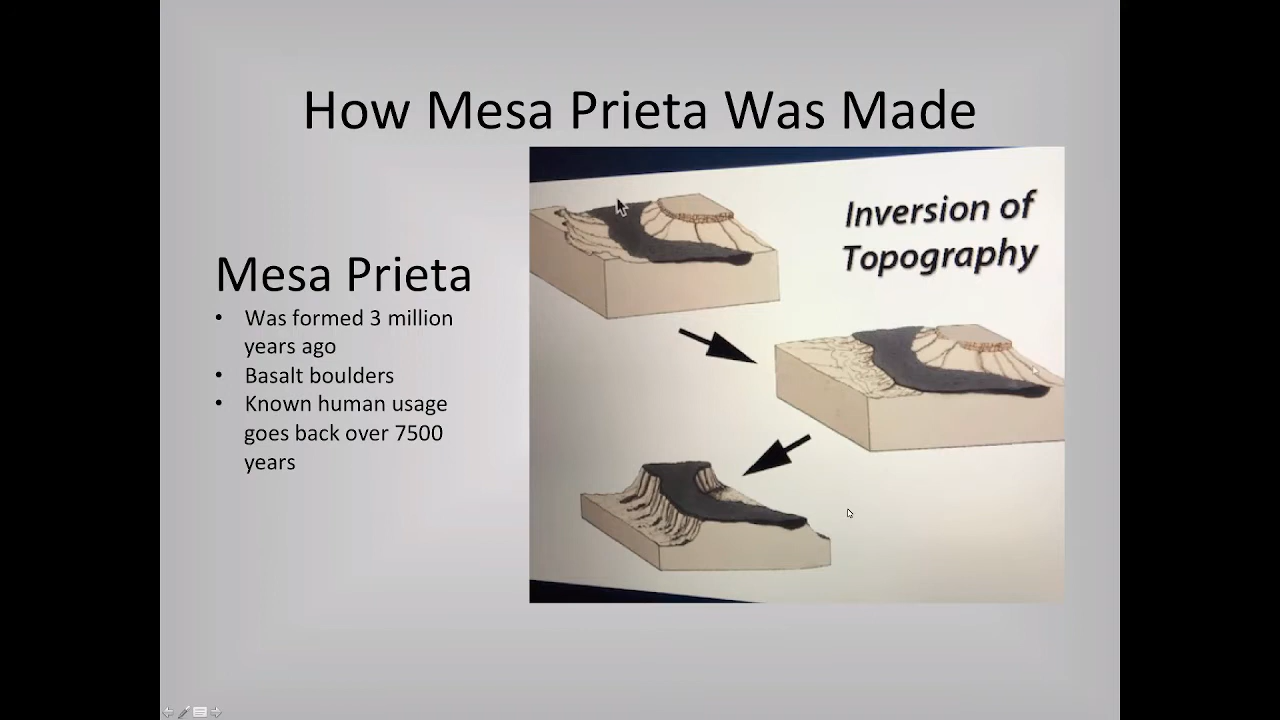 How Mesa Prieta Was Made
Inversion of
Topography
Mesa Prieta
• Was formed 3 million
years ago
• Basalt boulders
• Known human usage
goes back over 7500
years